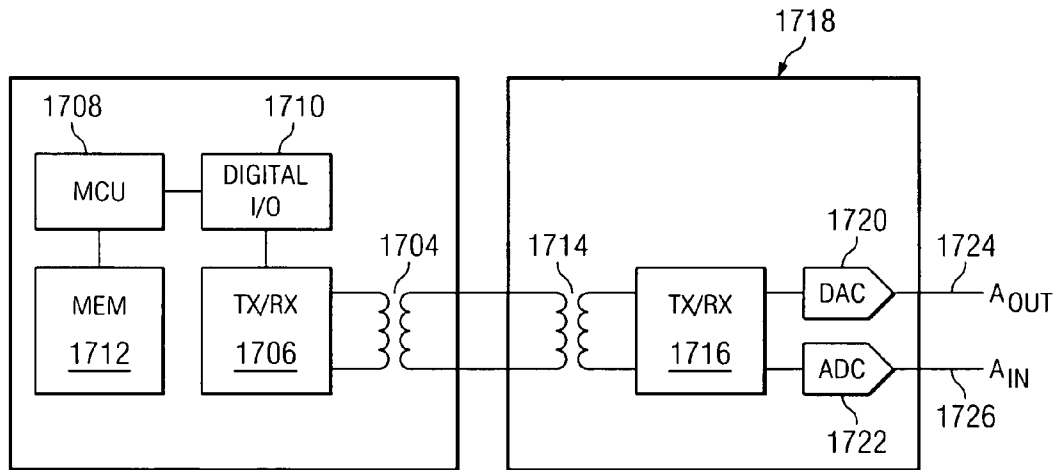 1718
1708
1710
MCU
DIGITAL
I/O
1704
1714
1720
1724
MEM
1712
TX/RX
1706
TX/RX
1716
DAC
AOUT
ADC
AIN
1722
1726